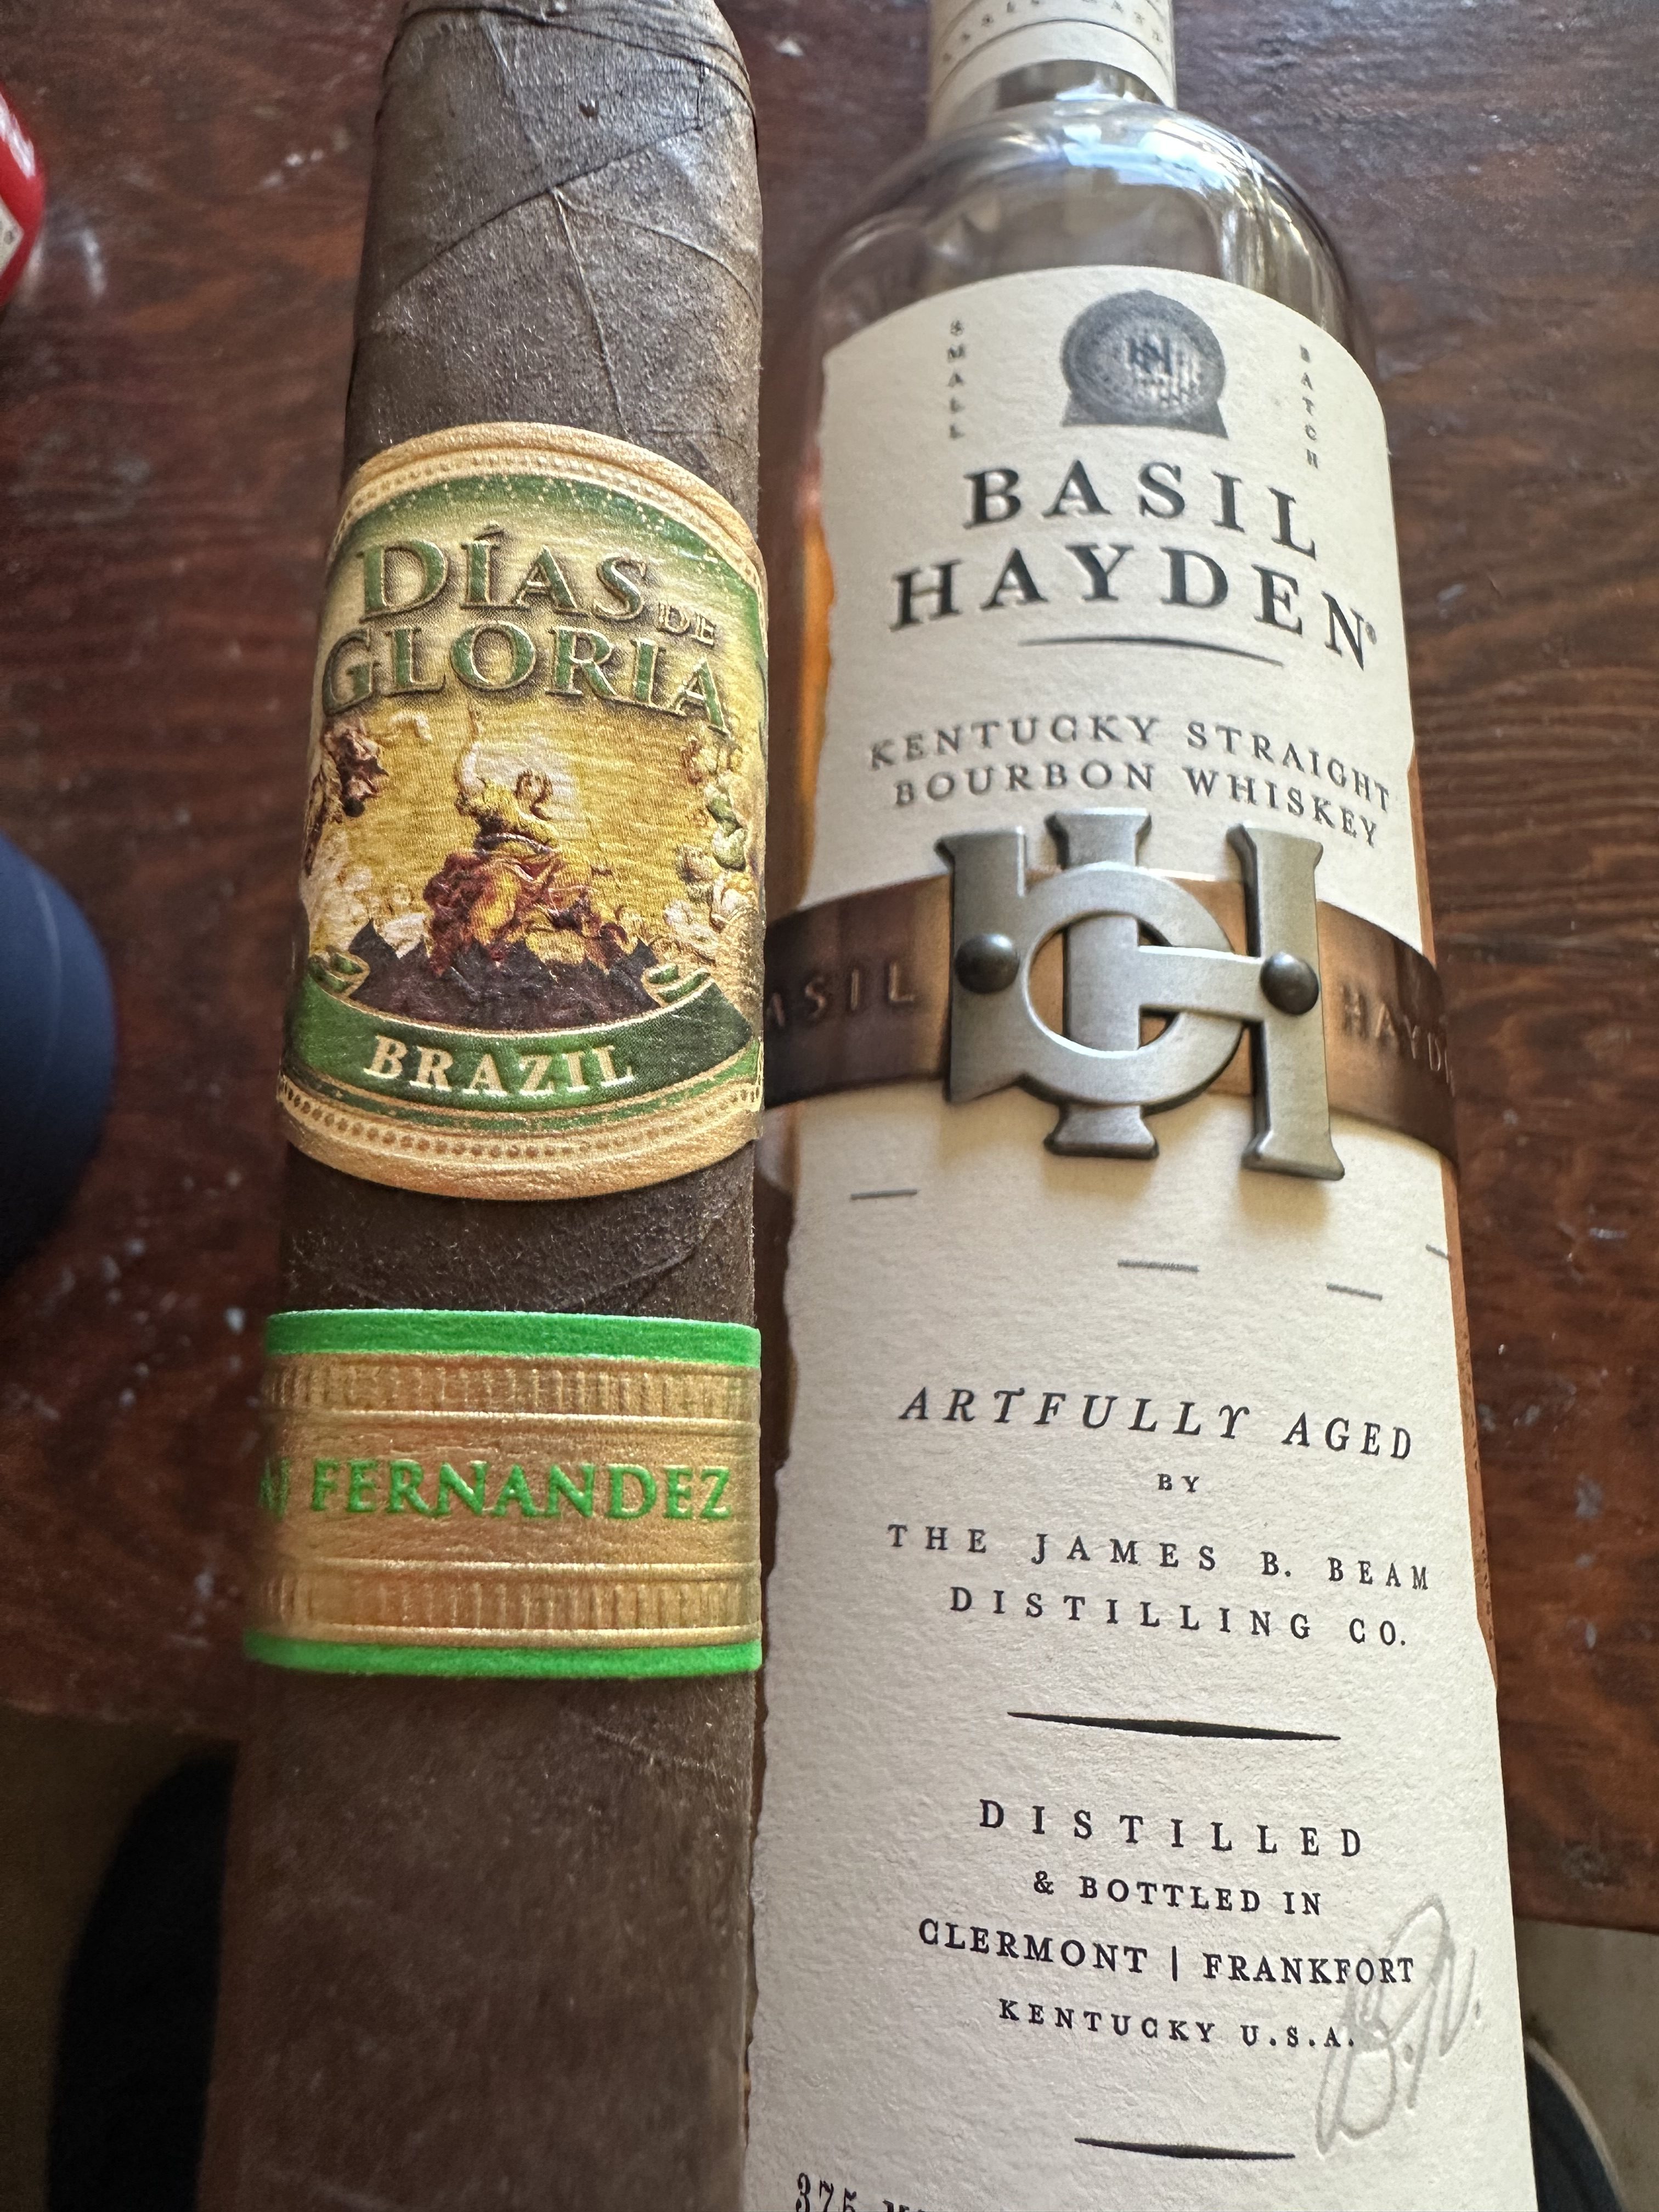 DÍAS DE
GLORIA
BRAZIL
AJ FERNANDEZ
SMALL
BATCH
BASIL
HAYDEN®
KENTUCKY STRAIGHT
BOURBON WHISKEY
BASIL HAYDEN
ARTFULLY AGED
BY
THE JAMES B. BEAM
DISTILLING CO.
DISTILLED
& BOTTLED IN
CLERMONT | FRANKFORT
KENTUCKY U.S.A.
375